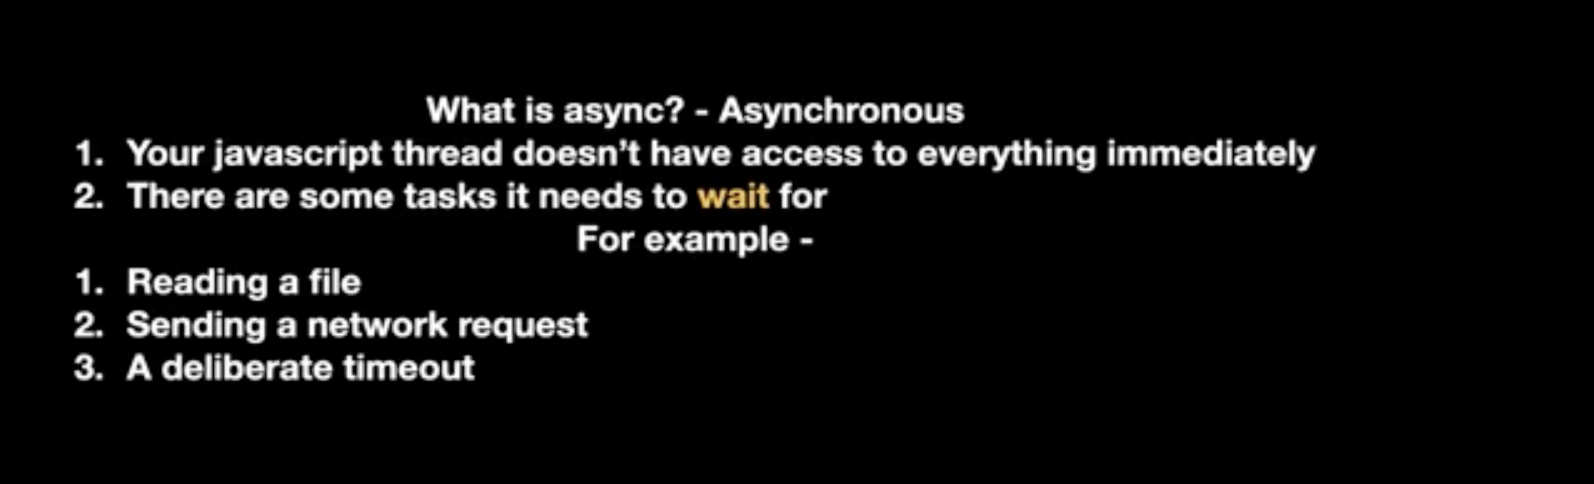 What is async? - Asynchronous
1. Your javascript thread doesn’t have access to everything immediately
2. There are some tasks it needs to wait for
For example -
1. Reading a file
2. Sending a network request
3. A deliberate timeout